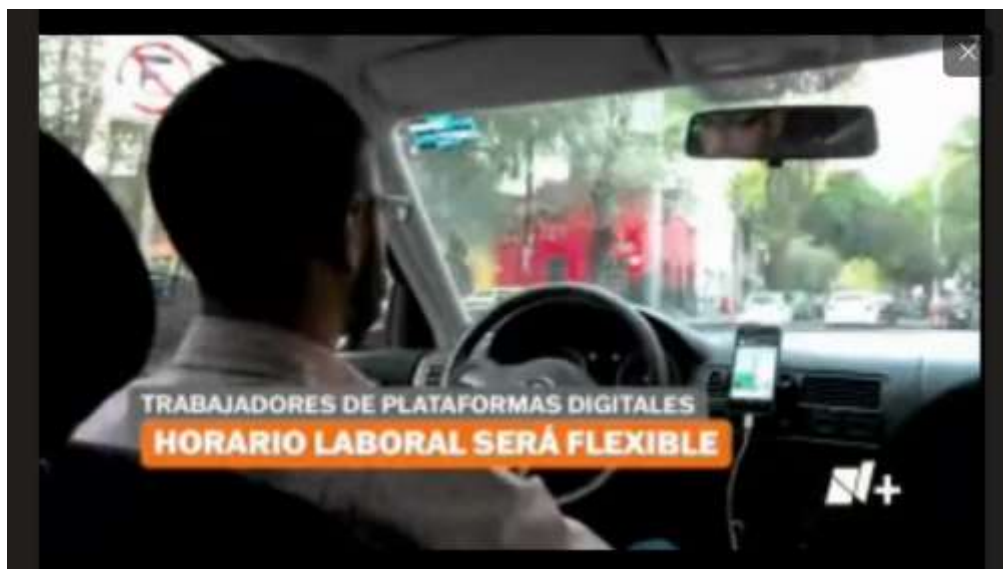 TRABAJADORES DE PLATAFORMAS DIGITALES
HORARIO LABORAL SERÁ FLEXIBLE
N+